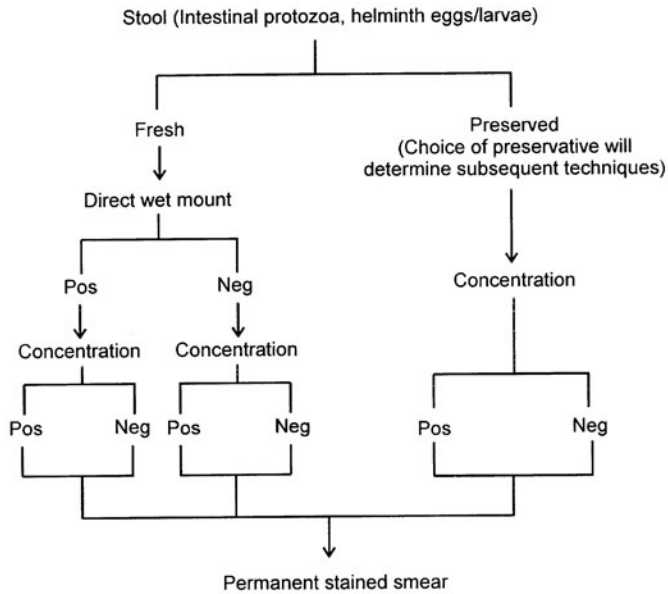 Stool (Intestinal protozoa, helminth eggs/larvae)
Fresh
Preserved
(Choice of preservative will
determine subsequent techniques)
Direct wet mount
Pos
Neg
Concentration
Concentration
Concentration
Pos
Neg
Pos
Neg
Pos
Neg
Permanent stained smear